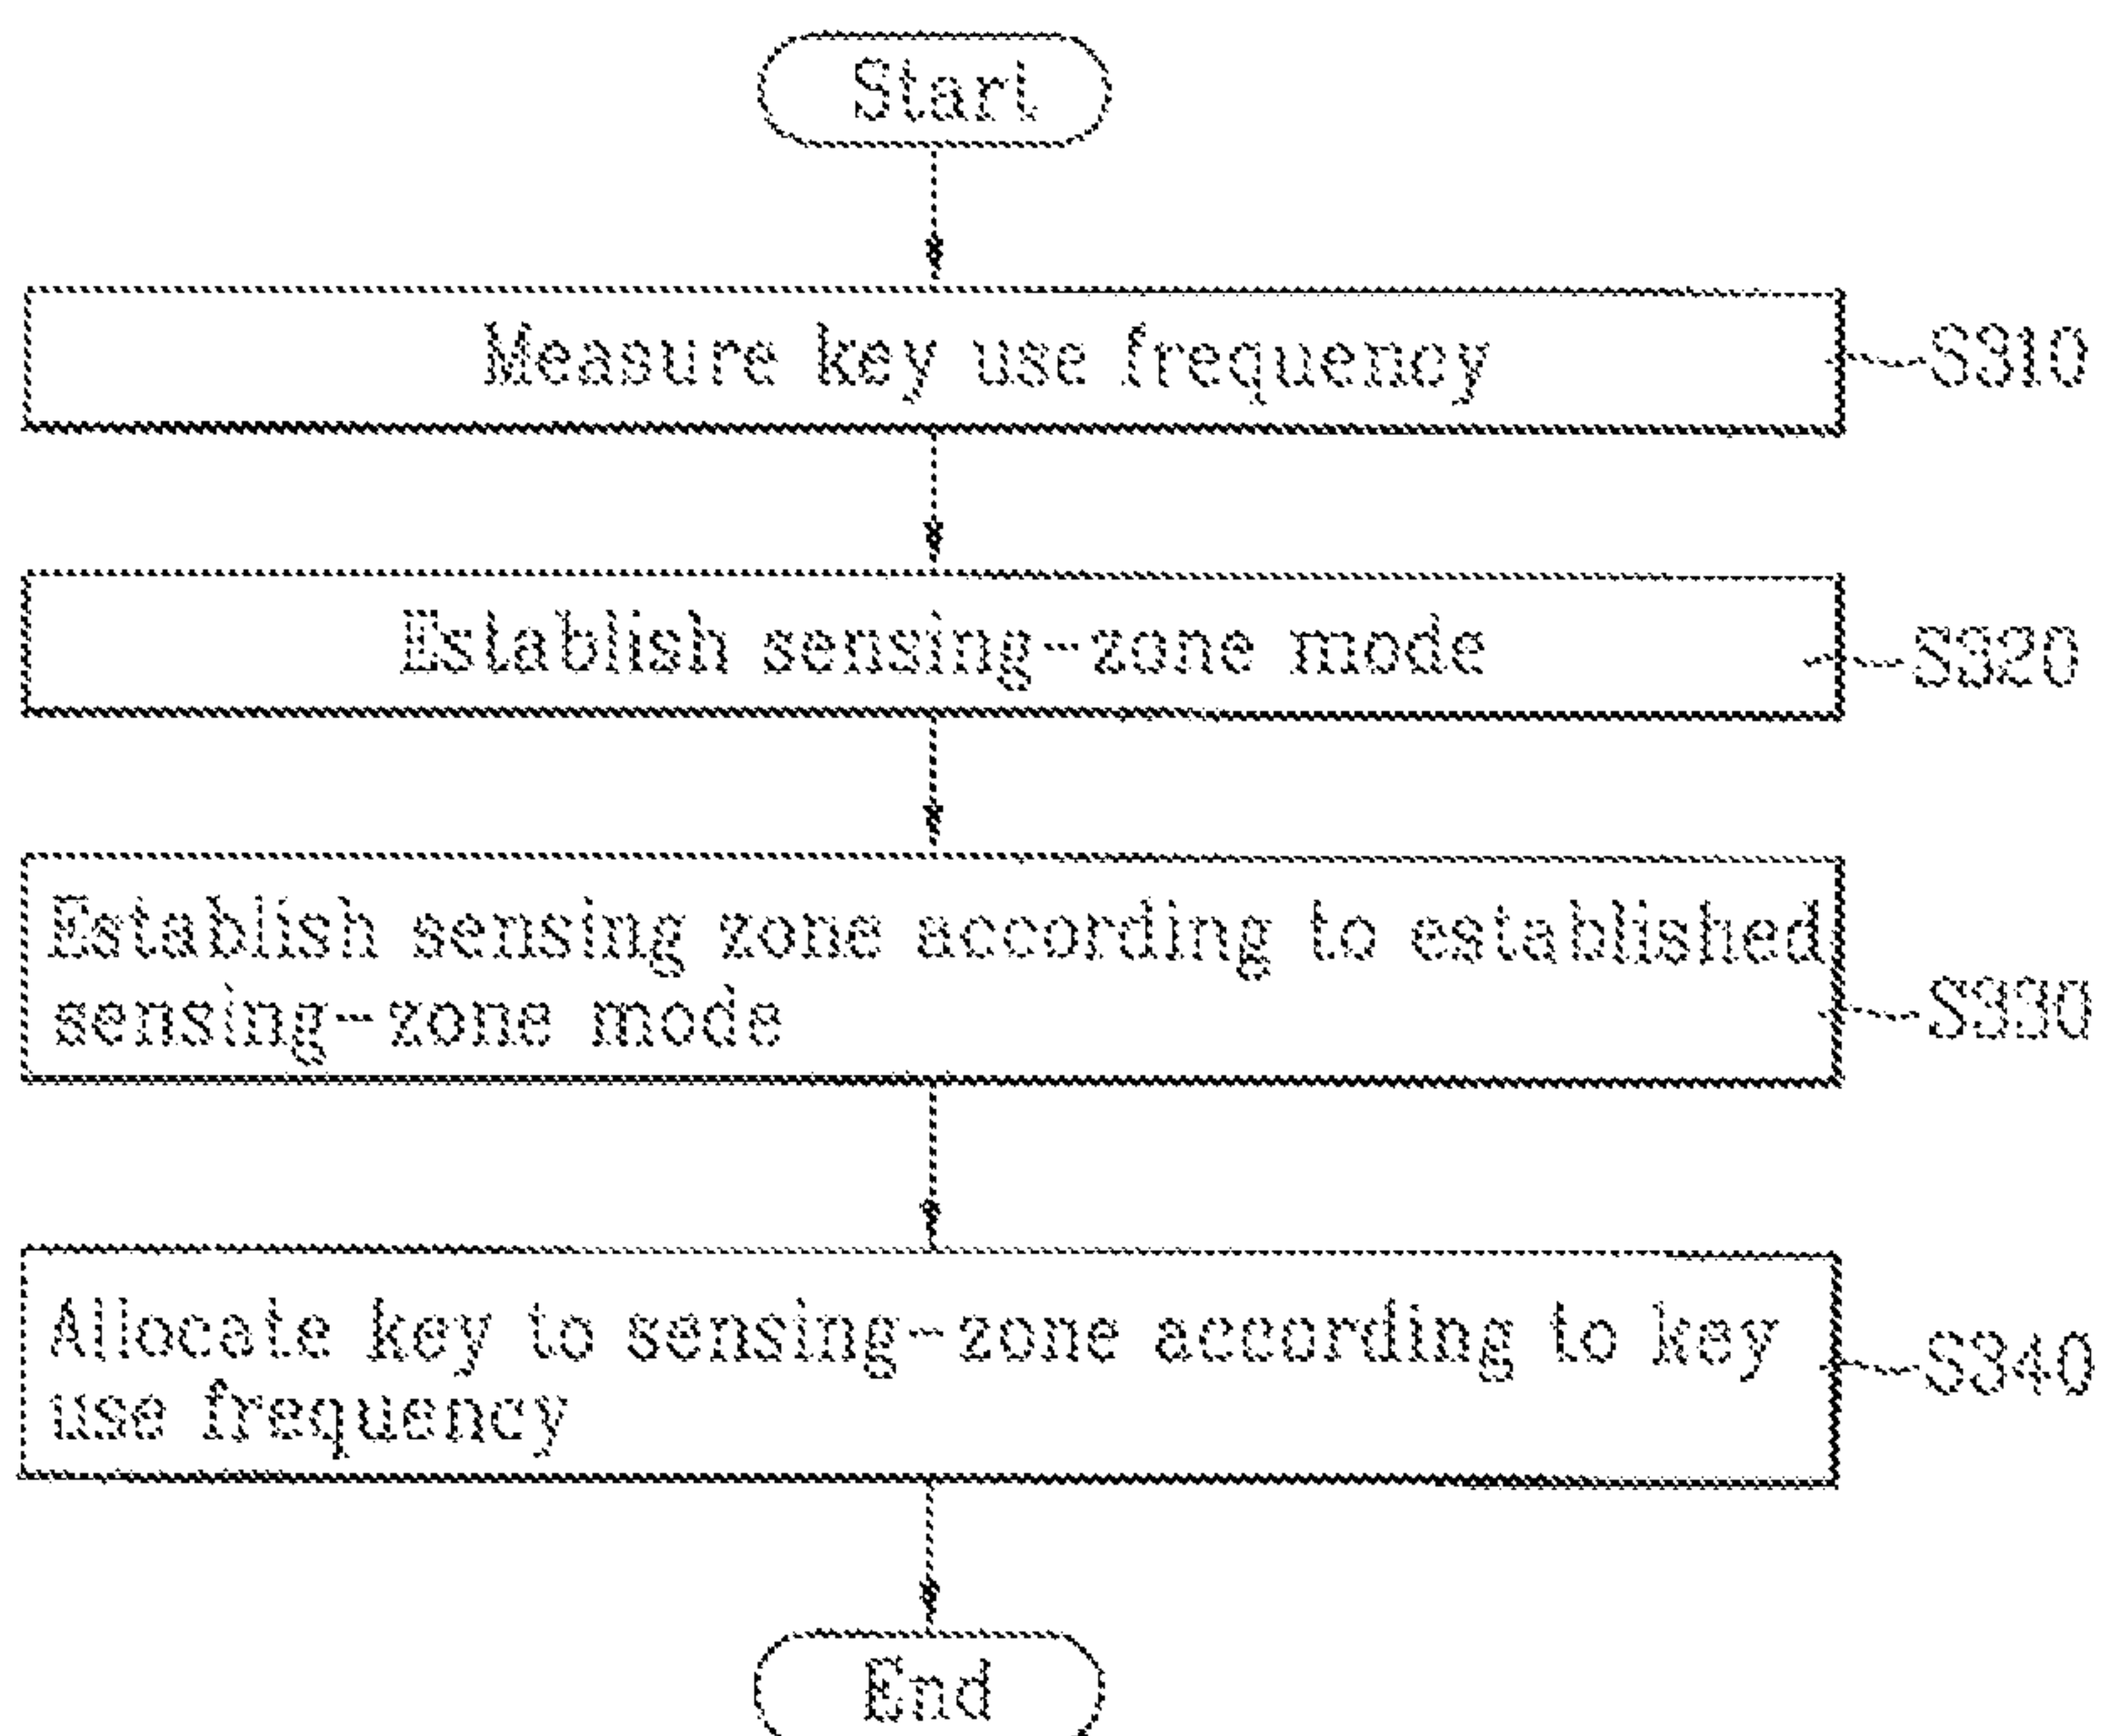 Start
Measure key use frequency
S310
Establish sensing-zone mode
S320
Establish sensing zone according to established
sensing-zone mode
S330
Allocate key to sensing-zone according to key
use frequency
S340
End